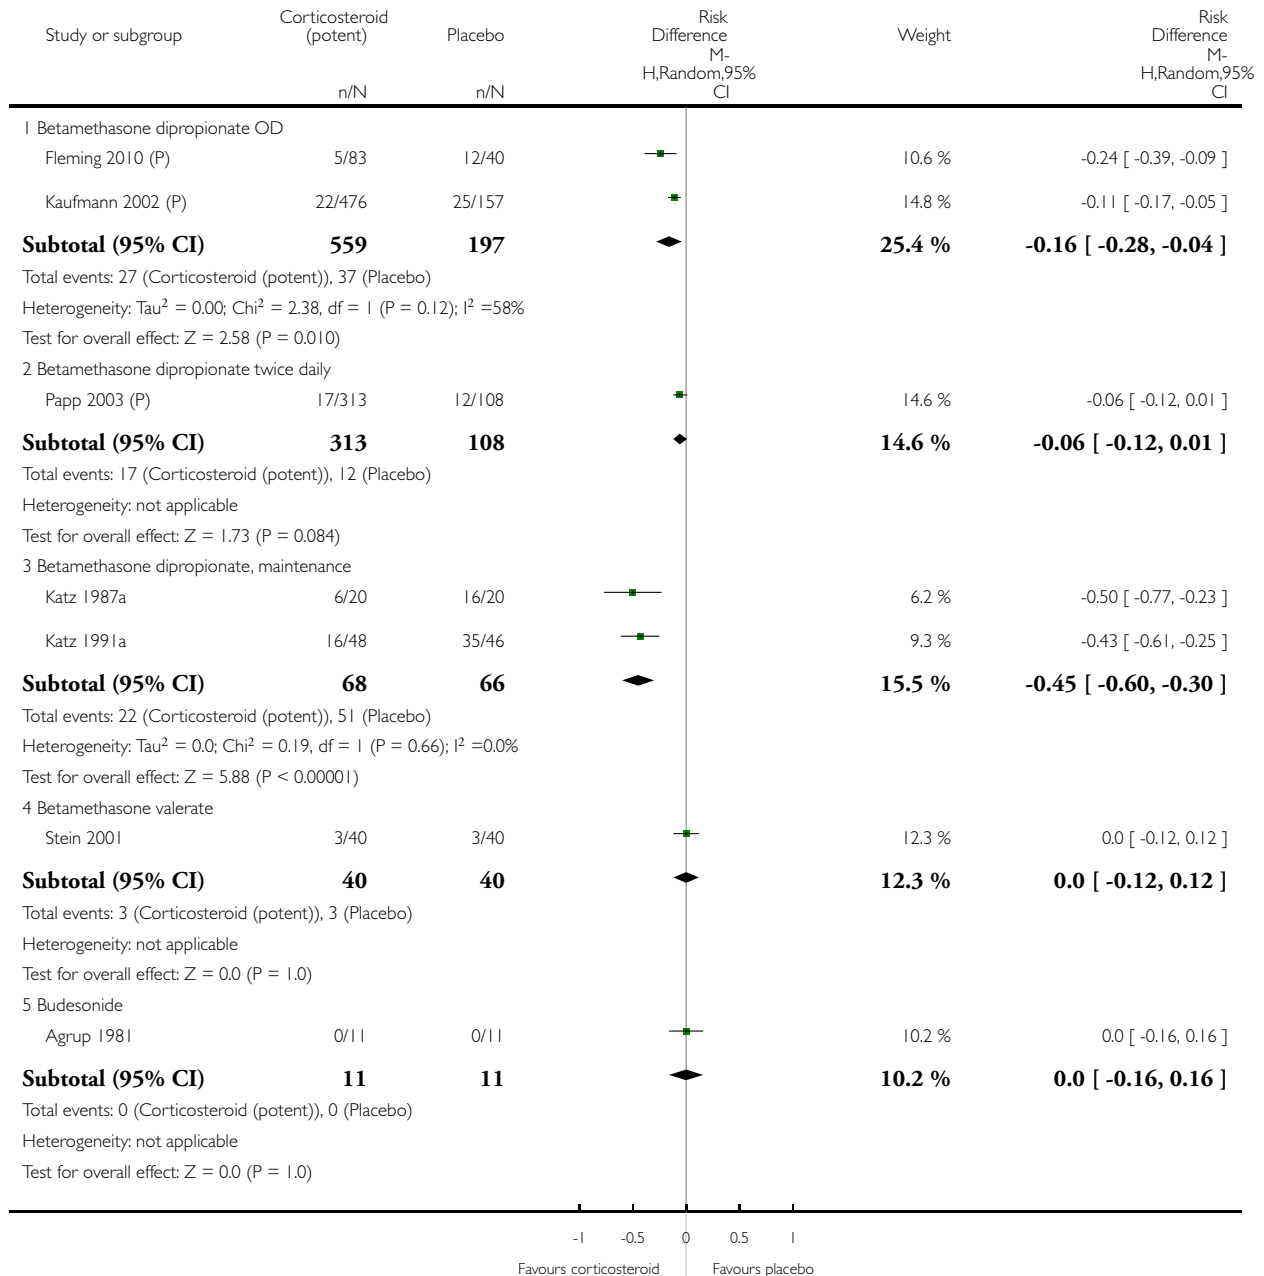 Study or subgroup Corticosteroid (potent) Placebo Risk Difference M-H,Random,95% CI Weight Risk Difference M-H,Random,95% CI
n/N n/N
1 Betamethasone dipropionate OD
Fleming 2010 (P) 5/83 12/40 10.6 % -0.24 [ -0.39, -0.09 ]
Kaufmann 2002 (P) 22/476 25/157 14.8 % -0.11 [ -0.17, -0.05 ]
Subtotal (95% CI) 559 197 25.4 % -0.16 [ -0.28, -0.04 ]
Total events: 27 (Corticosteroid (potent)), 37 (Placebo)
Heterogeneity: Tau² = 0.00; Chi² = 2.38, df = 1 (P = 0.12); I² =58%
Test for overall effect: Z = 2.58 (P = 0.010)
2 Betamethasone dipropionate twice daily
Papp 2003 (P) 17/313 12/108 14.6 % -0.06 [ -0.12, 0.01 ]
Subtotal (95% CI) 313 108 14.6 % -0.06 [ -0.12, 0.01 ]
Total events: 17 (Corticosteroid (potent)), 12 (Placebo)
Heterogeneity: not applicable
Test for overall effect: Z = 1.73 (P = 0.084)
3 Betamethasone dipropionate, maintenance
Katz 1987a 6/20 16/20 6.2 % -0.50 [ -0.77, -0.23 ]
Katz 1991a 16/48 35/46 9.3 % -0.43 [ -0.61, -0.25 ]
Subtotal (95% CI) 68 66 15.5 % -0.45 [ -0.60, -0.30 ]
Total events: 22 (Corticosteroid (potent)), 51 (Placebo)
Heterogeneity: Tau² = 0.0; Chi² = 0.19, df = 1 (P = 0.66); I² =0.0%
Test for overall effect: Z = 5.88 (P < 0.00001)
4 Betamethasone valerate
Stein 2001 3/40 3/40 12.3 % 0.0 [ -0.12, 0.12 ]
Subtotal (95% CI) 40 40 12.3 % 0.0 [ -0.12, 0.12 ]
Total events: 3 (Corticosteroid (potent)), 3 (Placebo)
Heterogeneity: not applicable
Test for overall effect: Z = 0.0 (P = 1.0)
5 Budesonide
Agrup 1981 0/11 0/11 10.2 % 0.0 [ -0.16, 0.16 ]
Subtotal (95% CI) 11 11 10.2 % 0.0 [ -0.16, 0.16 ]
Total events: 0 (Corticosteroid (potent)), 0 (Placebo)
Heterogeneity: not applicable
Test for overall effect: Z = 0.0 (P = 1.0)
-1 -0.5 0 0.5 1
Favours corticosteroid Favours placebo